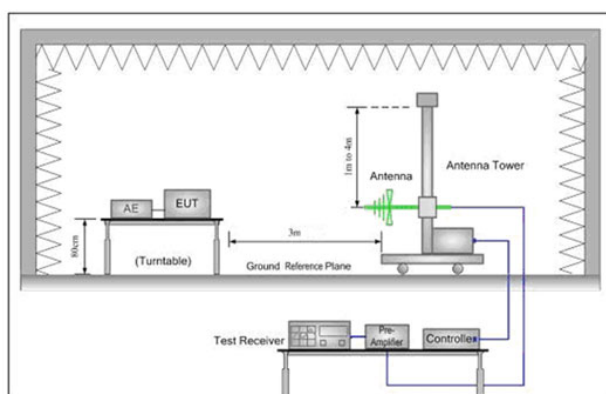 1m to 4m
Antenna
Antenna Tower
AE
EUT
80cm
(Turntable)
3m
Ground Reference Plane
Test Receiver
Pre-
Amplifier
Controller